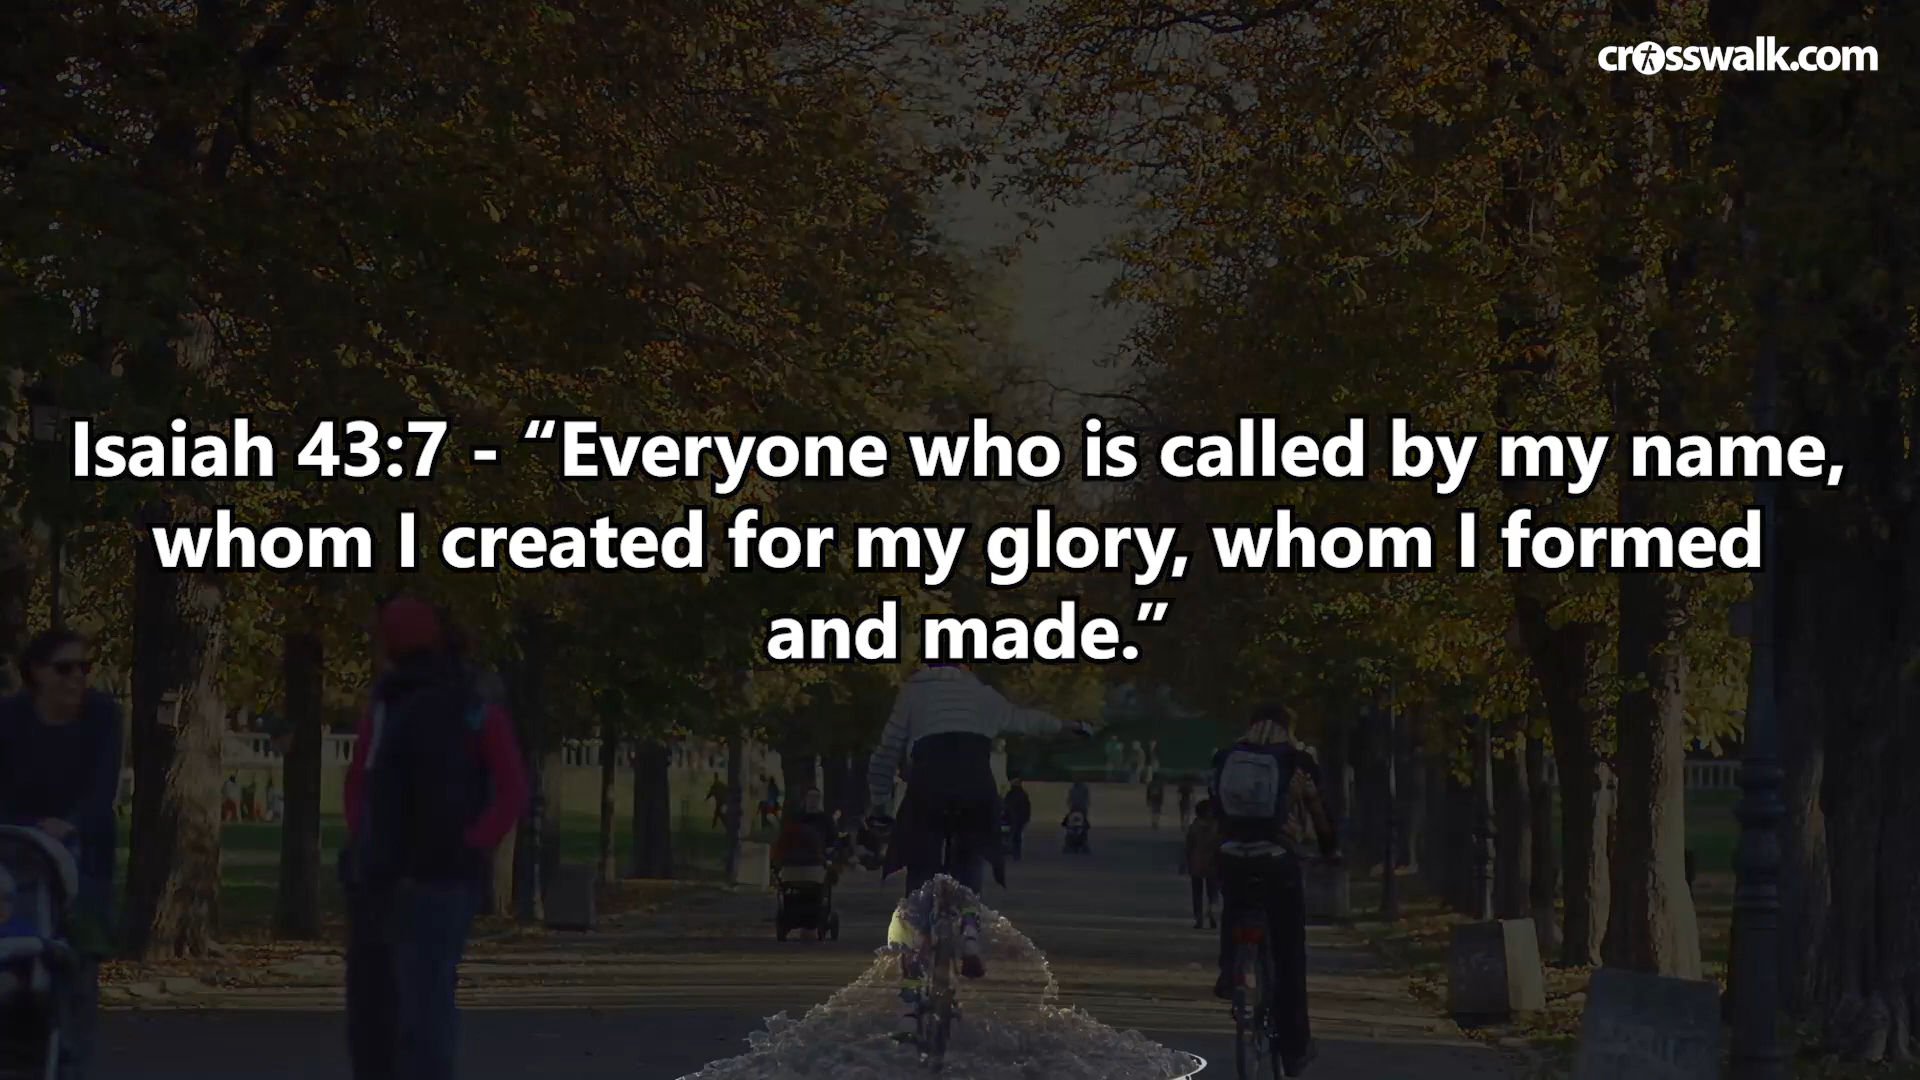 crosswalk.com
Isaiah 43:7 - “Everyone who is called by my name,
whom I created for my glory, whom I formed
and made.”